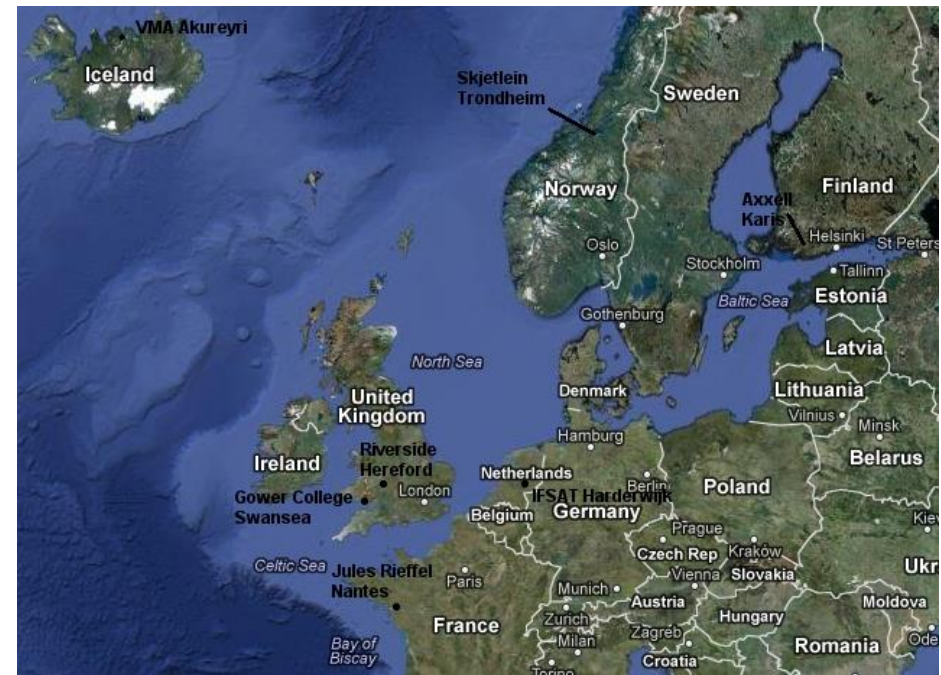 VMA Akureyri
Iceland
Skjetlein
Trondheim
Sweden
Norway
Finland
Axxell
Karis
Helsinki
St Peters
Oslo
Stockholm
Tallinn
Baltic Sea
Estonia
Gothenburg
Latvia
North Sea
Denmark
Lithuania
United
Kingdom
Vilnius
Minsk
Hamburg
Riverside
Hereford
Ireland
Belarus
Netherlands
Berlin
Poland
Gower College
Swansea
London
IFSAT Harderwijk
Germany
Belgium
Kiev
Prague
Czech Rep
Kraków
Celtic Sea
Jules Rieffel
Nantes
Paris
Ukr
Vienna
Slovakia
Munich
Austria
Moldova
Hungary
Zurich
France
Zagreb
Ode
Bay of
Biscay
Milan
Romania
Croatia
Torino